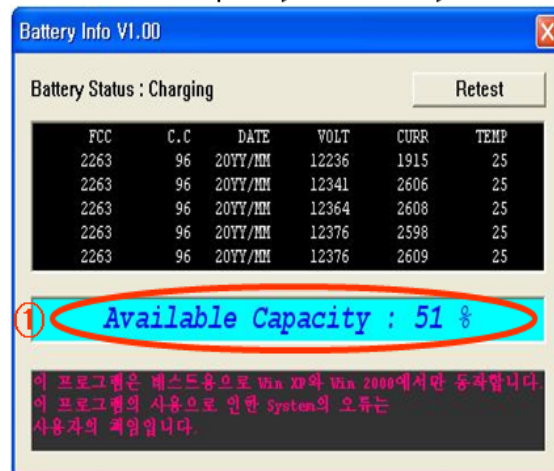 Battery Info V1.00
Battery Status : Charging
Retest
FCC C.C DATE VOLT CURR TEMP
2263 96 20YY/MM 12236 1915 25
2263 96 20YY/MM 12341 2606 25
2263 96 20YY/MM 12364 2608 25
2263 96 20YY/MM 12376 2598 25
2263 96 20YY/MM 12376 2609 25
① Available Capacity : 51 %
이 프로그램은 배스트용으로 Win XP와 Win 2000에서만 동작합니다.
이 프로그램의 사용으로 인한 System의 오류는
사용자의 책임입니다.